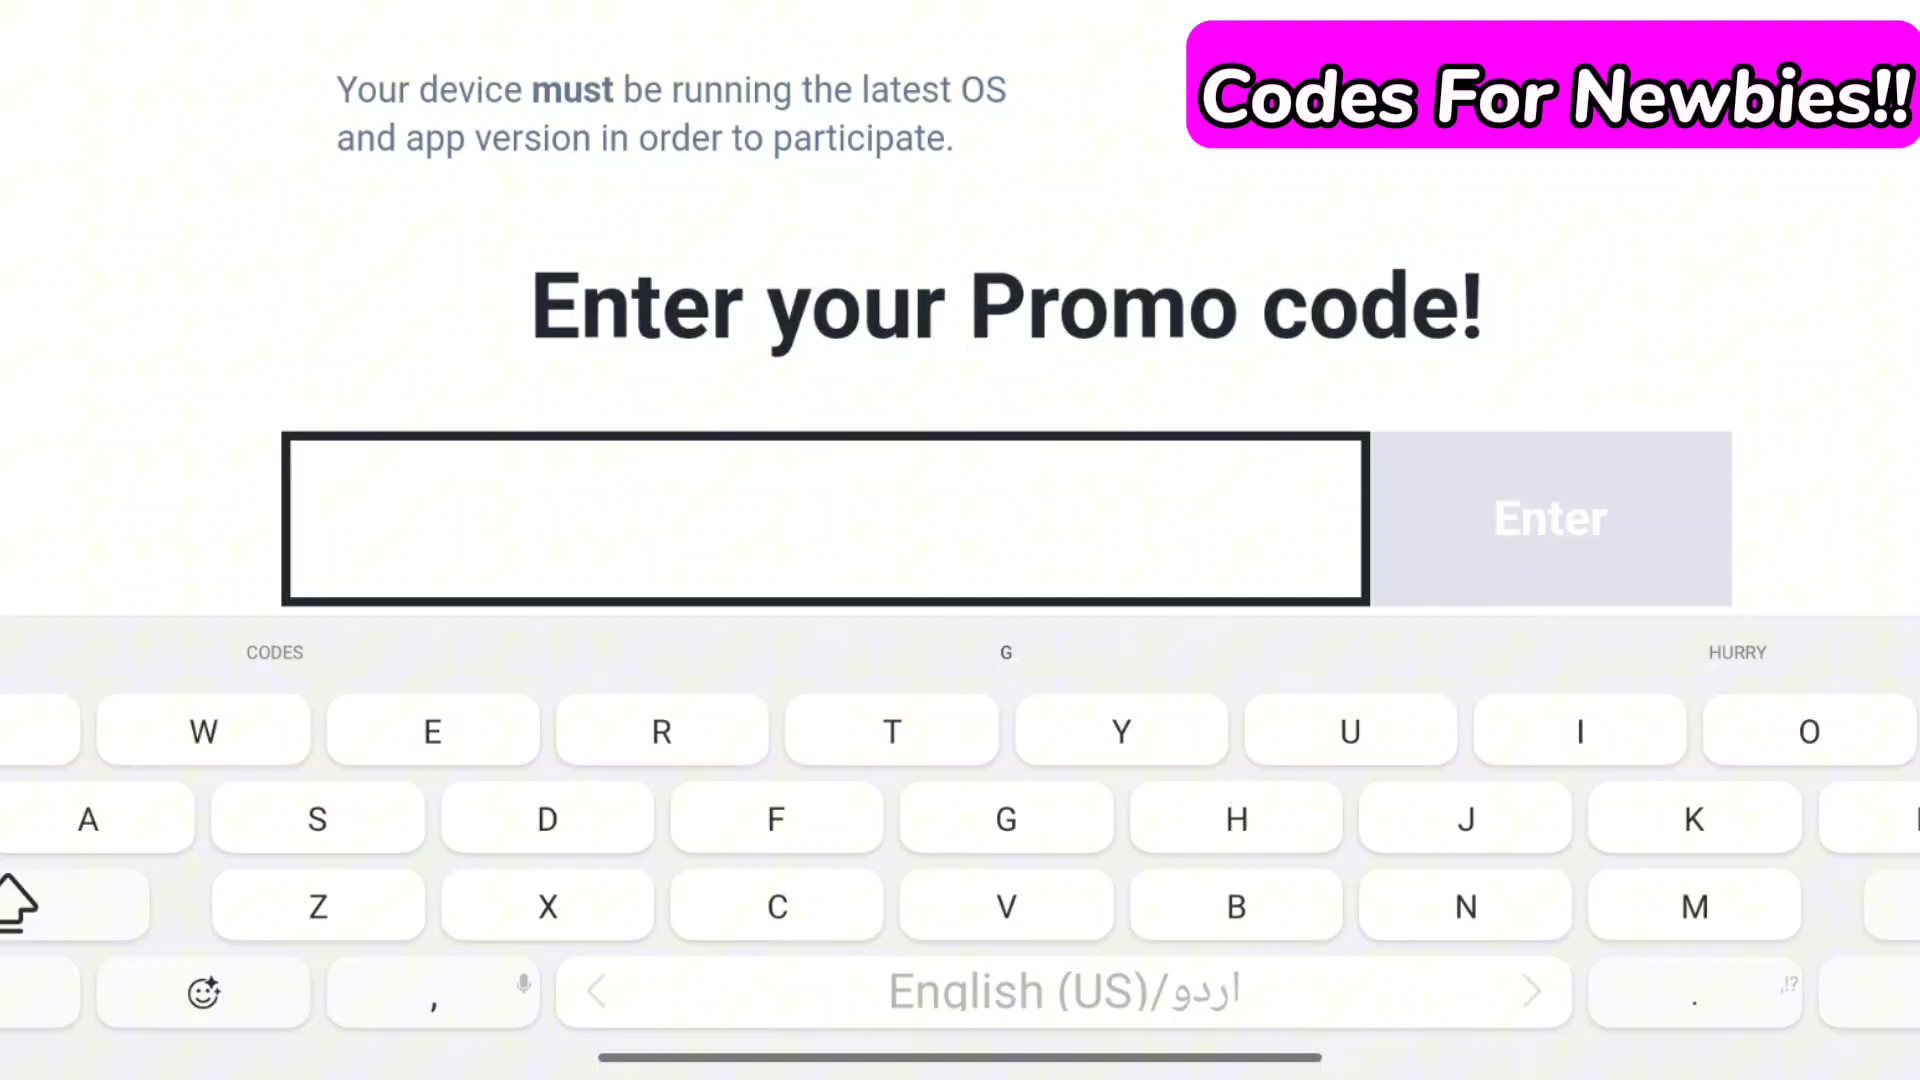 Codes For Newbies!!
Your device must be running the latest OS
and app version in order to participate.
Enter your Promo code!
Enter
CODES G HURRY
W E R T Y U I O
A S D F G H J K
Z X C V B N M
, English (US)/اردو . ,!?